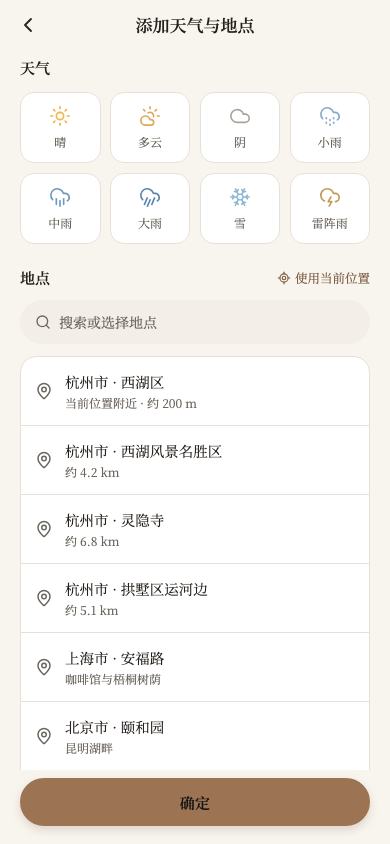 添加天气与地点
天气
晴
多云
阴
小雨
中雨
大雨
雪
雷阵雨
地点
使用当前位置
搜索或选择地点
杭州市 · 西湖区
当前位置附近 · 约 200 m
杭州市 · 西湖风景名胜区
约 4.2 km
杭州市 · 灵隐寺
约 6.8 km
杭州市 · 拱墅区运河边
约 5.1 km
上海市 · 安福路
咖啡馆与梧桐树荫
北京市 · 颐和园
昆明湖畔
确定